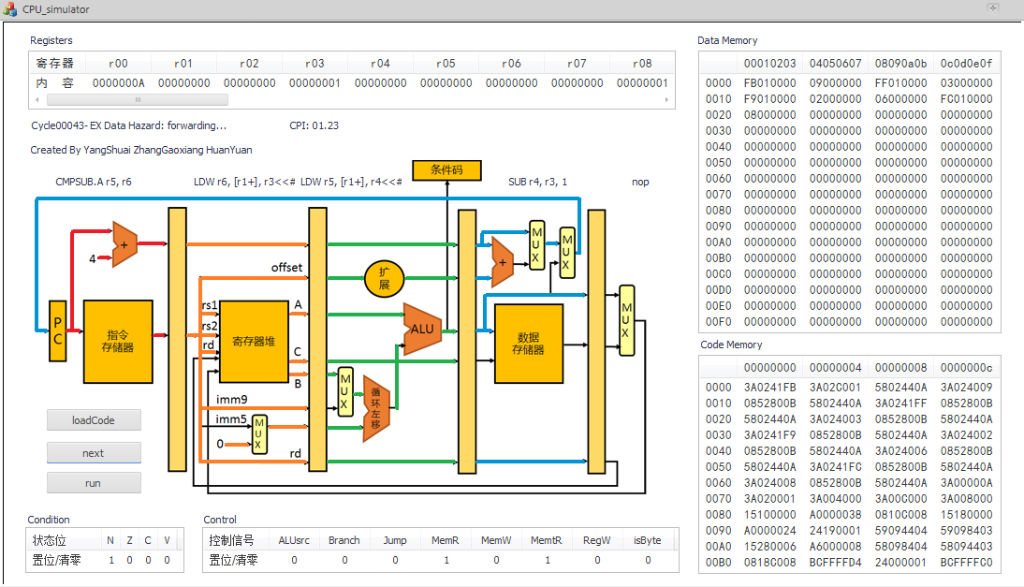 CPU_simulator
Registers
寄存器 r00 r01 r02 r03 r04 r05 r06 r07 r08
内 容 0000000A 00000000 00000000 00000001 00000000 00000000 00000000 00000000 00000001
Cycle00043- EX Data Hazard: forwarding... CPI: 01.23
Created By YangShuai ZhangGaoxiang HuanYuan
CMPSUB.A r5, r6 LDW r6, [r1+], r3<<# LDW r5, [r1+], r4<<# SUB r4, r3, 1 nop
条件码
+
4
offset
扩展
+
MUX
MUX
PC
指令
存储器
rs1
rs2
rd
寄存器堆
A
C
B
ALU
数据
存储器
MUX
MUX
循环左移
imm9
imm5
0
MUX
rd
loadCode
next
run
Condition
状态位 N Z C V
置位/清零 1 0 0 0
Control
控制信号 ALUsrc Branch Jump MemR MemW MemtR RegW isByte
置位/清零 0 0 0 1 0 1 0 0
Data Memory
00010203 04050607 08090a0b 0c0d0e0f
0000 FB010000 09000000 FF010000 03000000
0010 F9010000 02000000 06000000 FC010000
0020 08000000 00000000 00000000 00000000
0030 00000000 00000000 00000000 00000000
0040 00000000 00000000 00000000 00000000
0050 00000000 00000000 00000000 00000000
0060 00000000 00000000 00000000 00000000
0070 00000000 00000000 00000000 00000000
0080 00000000 00000000 00000000 00000000
0090 00000000 00000000 00000000 00000000
00A0 00000000 00000000 00000000 00000000
00B0 00000000 00000000 00000000 00000000
00C0 00000000 00000000 00000000 00000000
00D0 00000000 00000000 00000000 00000000
00E0 00000000 00000000 00000000 00000000
00F0 00000000 00000000 00000000 00000000
Code Memory
00000000 00000004 00000008 0000000c
0000 3A0241FB 3A02C001 5802440A 3A024009
0010 0852800B 5802440A 3A0241FF 0852800B
0020 5802440A 3A024003 0852800B 5802440A
0030 3A0241F9 0852800B 5802440A 3A024002
0040 0852800B 5802440A 3A024006 0852800B
0050 5802440A 3A0241FC 0852800B 5802440A
0060 3A024008 0852800B 5802440A 3A00000A
0070 3A020001 3A004000 3A00C000 3A008000
0080 15100000 A0000038 0810C008 15180000
0090 A0000024 24190001 59094404 59098403
00A0 15280006 A6000008 58098404 58094403
00B0 0818C008 BCFFFFD4 24000001 BCFFFFC0